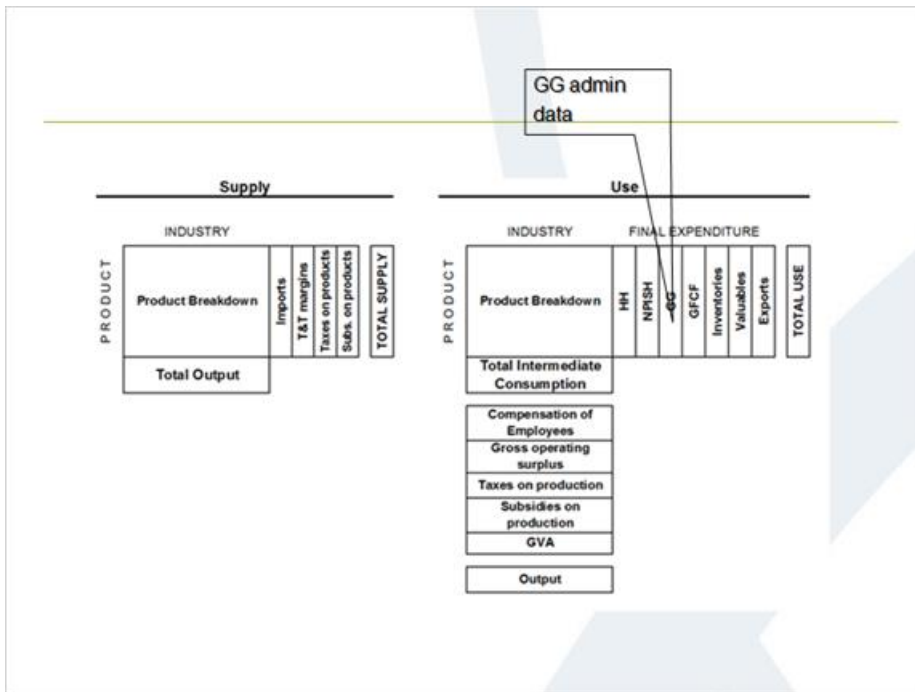 GG admin
data
Supply
Use
INDUSTRY
INDUSTRY
FINAL EXPENDITURE
PRODUCT
Product Breakdown
Imports
T&T margins
Taxes on products
Subs. on products
TOTAL SUPPLY
Total Output
PRODUCT
Product Breakdown
HH
NPISH
GG
GFCF
Inventories
Valuables
Exports
TOTAL USE
Total Intermediate
Consumption
Compensation of
Employees
Gross operating
surplus
Taxes on production
Subsidies on
production
GVA
Output